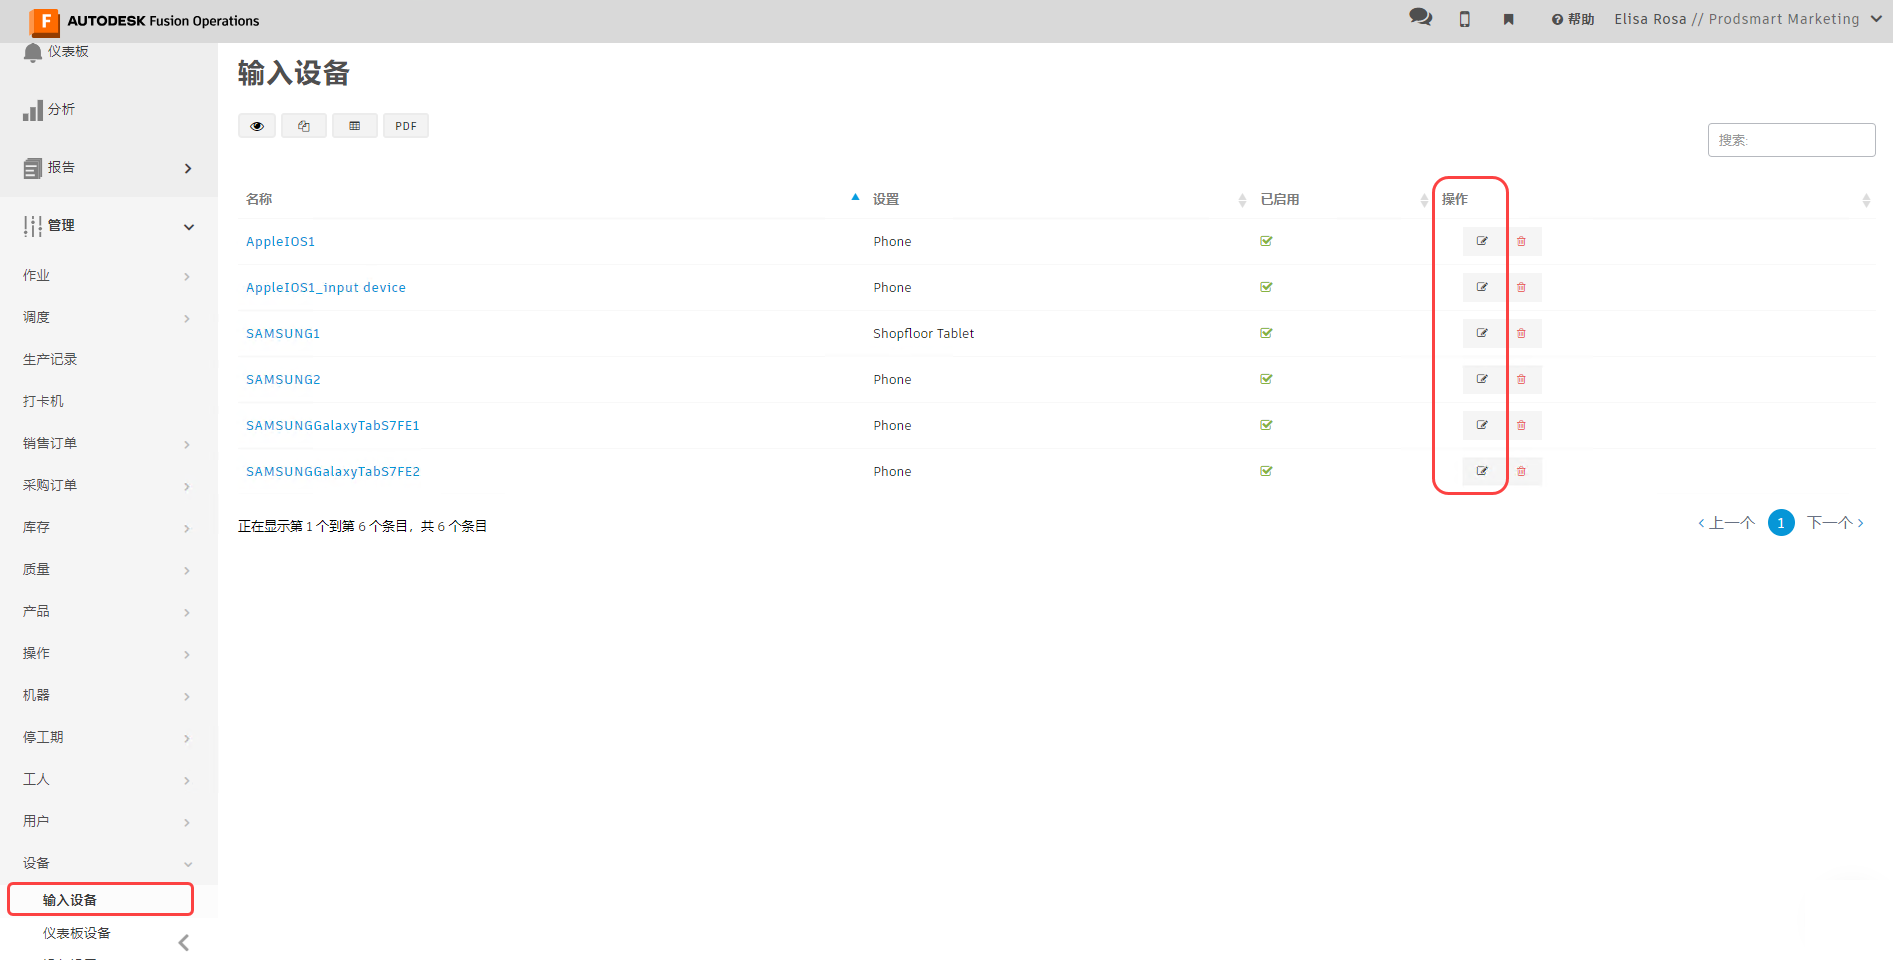 F AUTODESK Fusion Operations
帮助 Elisa Rosa // Prodsmart Marketing
仪表板
分析
报告
管理
作业
调度
生产记录
打卡机
销售订单
采购订单
库存
质量
产品
操作
机器
停工期
工人
用户
设备
输入设备
仪表板设备
输入设备
PDF
搜索:
名称 设置 已启用 操作
AppleIOS1 Phone
AppleIOS1_input device Phone
SAMSUNG1 Shopfloor Tablet
SAMSUNG2 Phone
SAMSUNGGalaxyTabS7FE1 Phone
SAMSUNGGalaxyTabS7FE2 Phone
正在显示第 1 个到第 6 个条目，共 6 个条目
上一个 1 下一个